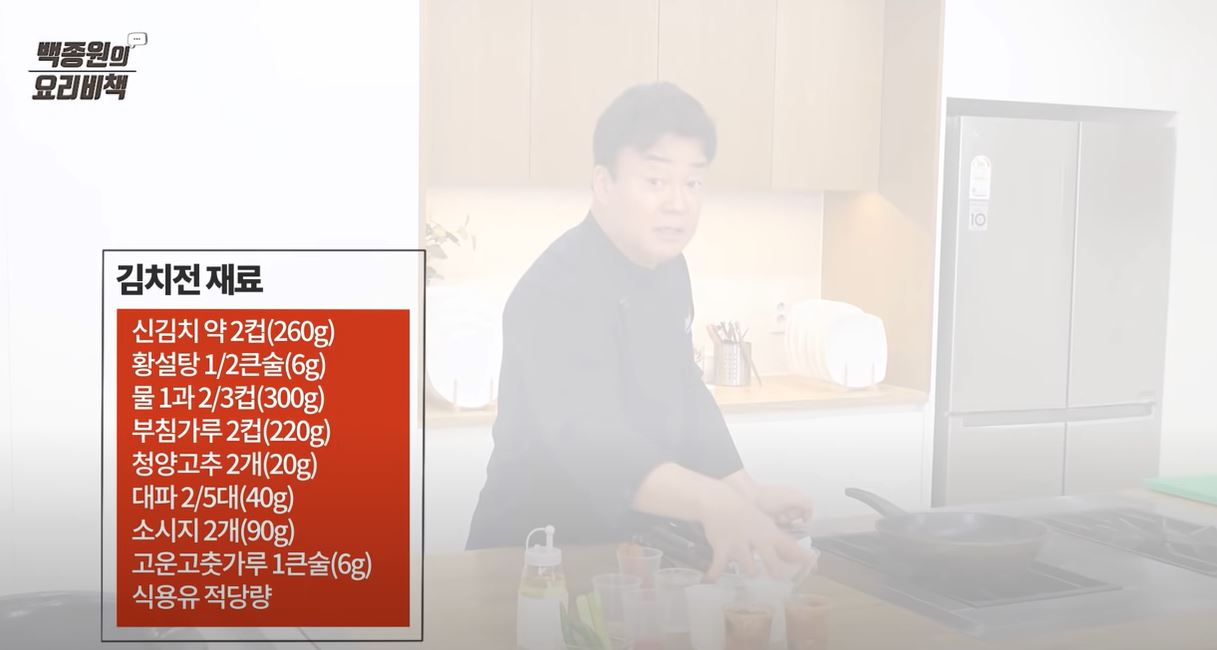 백종원의
요리비책
김치전 재료
신김치 약 2컵(260g)
황설탕 1/2큰술(6g)
물 1과 2/3컵(300g)
부침가루 2컵(220g)
청양고추 2개(20g)
대파 2/5대(40g)
소시지 2개(90g)
고운고춧가루 1큰술(6g)
식용유 적당량
10